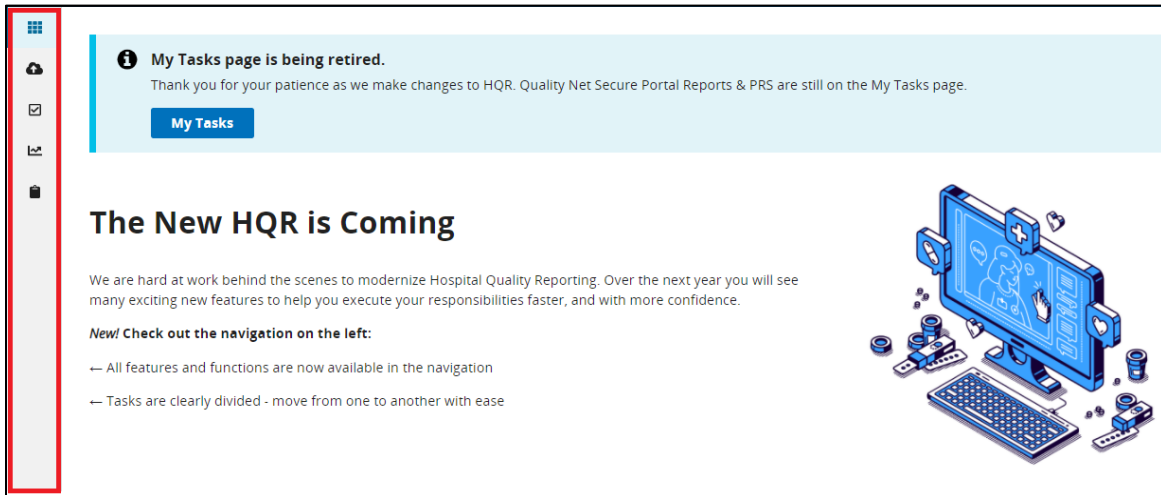 My Tasks page is being retired.
Thank you for your patience as we make changes to HQR. Quality Net Secure Portal Reports & PRS are still on the My Tasks page.
My Tasks
The New HQR is Coming
We are hard at work behind the scenes to modernize Hospital Quality Reporting. Over the next year you will see
many exciting new features to help you execute your responsibilities faster, and with more confidence.
New! Check out the navigation on the left:
← All features and functions are now available in the navigation
← Tasks are clearly divided - move from one to another with ease